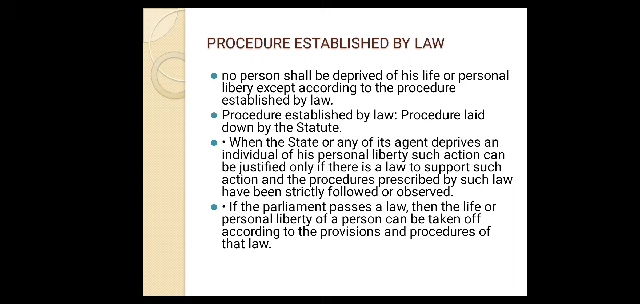 PROCEDURE ESTABLISHED BY LAW
no person shall be deprived of his life or personal
libery except according to the procedure
established by law.
Procedure established by law: Procedure laid
down by the Statute.
• When the State or any of its agent deprives an
individual of his personal liberty such action can
be justified only if there is a law to support such
action and the procedures prescribed by such law
have been strictly followed or observed.
• If the parliament passes a law, then the life or
personal liberty of a person can be taken off
according to the provisions and procedures of
that law.